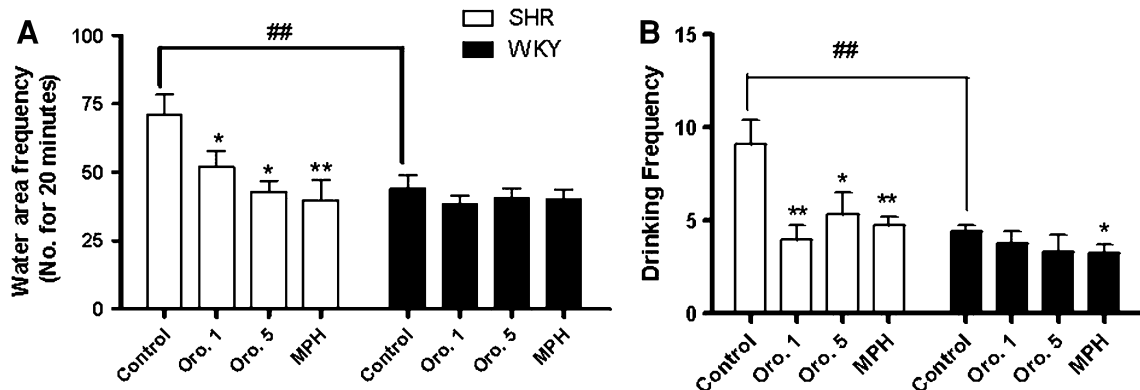 A
Water area frequency
(No. for 20 minutes)
100
75
50
25
0
##
SHR
WKY
*
*
**
Control
Oro. 1
Oro. 5
MPH
Control
Oro. 1
Oro. 5
MPH
B
Drinking Frequency
15
10
5
0
##
**
*
**
*
Control
Oro. 1
Oro. 5
MPH
Control
Oro. 1
Oro. 5
MPH